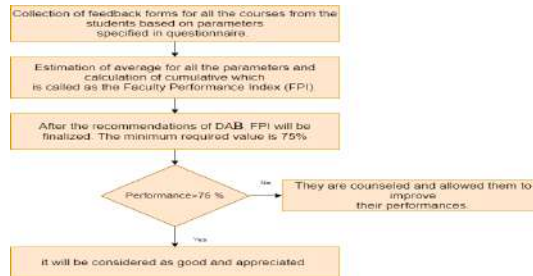 Collection of feedback forms for all the courses from the
students based on parameters
specified in questionnaire.
Estimation of average for all the parameters and
calculation of cumulative which
is called as the Faculty Performance Index (FPI).
After the recommendations of DAB. FPI will be
finalized. The minimum required value is 75%
Performance>75 %
No
They are counseled and allowed them to
improve
their performances.
Yes
it will be considered as good and appreciated